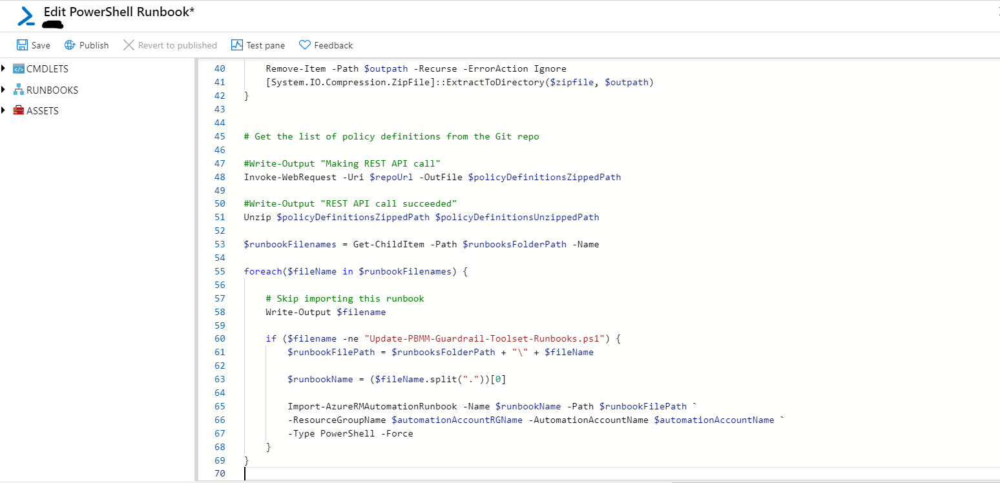 Edit PowerShell Runbook*
Save Publish Revert to published Test pane Feedback
CMDLETS
RUNBOOKS
ASSETS
40 Remove-Item -Path $outpath -Recurse -ErrorAction Ignore
41 [System.IO.Compression.ZipFile]::ExtractToDirectory($zipfile, $outpath)
42 }
43
44
45 # Get the list of policy definitions from the Git repo
46
47 #Write-Output "Making REST API call"
48 Invoke-WebRequest -Uri $repoUrl -OutFile $policyDefinitionsZippedPath
49
50 #Write-Output "REST API call succeeded"
51 Unzip $policyDefinitionsZippedPath $policyDefinitionsUnzippedPath
52
53 $runbookFilenames = Get-ChildItem -Path $runbooksFolderPath -Name
54
55 foreach($fileName in $runbookFilenames) {
56
57 # Skip importing this runbook
58 Write-Output $filename
59
60 if ($filename -ne "Update-PBMM-Guardrail-Toolset-Runbooks.ps1") {
61 $runbookFilePath = $runbooksFolderPath + "\" + $fileName
62
63 $runbookName = ($fileName.split("."))[0]
64
65 Import-AzureRMAutomationRunbook -Name $runbookName -Path $runbookFilePath `
66 -ResourceGroupName $automationAccountRGName -AutomationAccountName $automationAccountName `
67 -Type PowerShell -Force
68 }
69 }
70